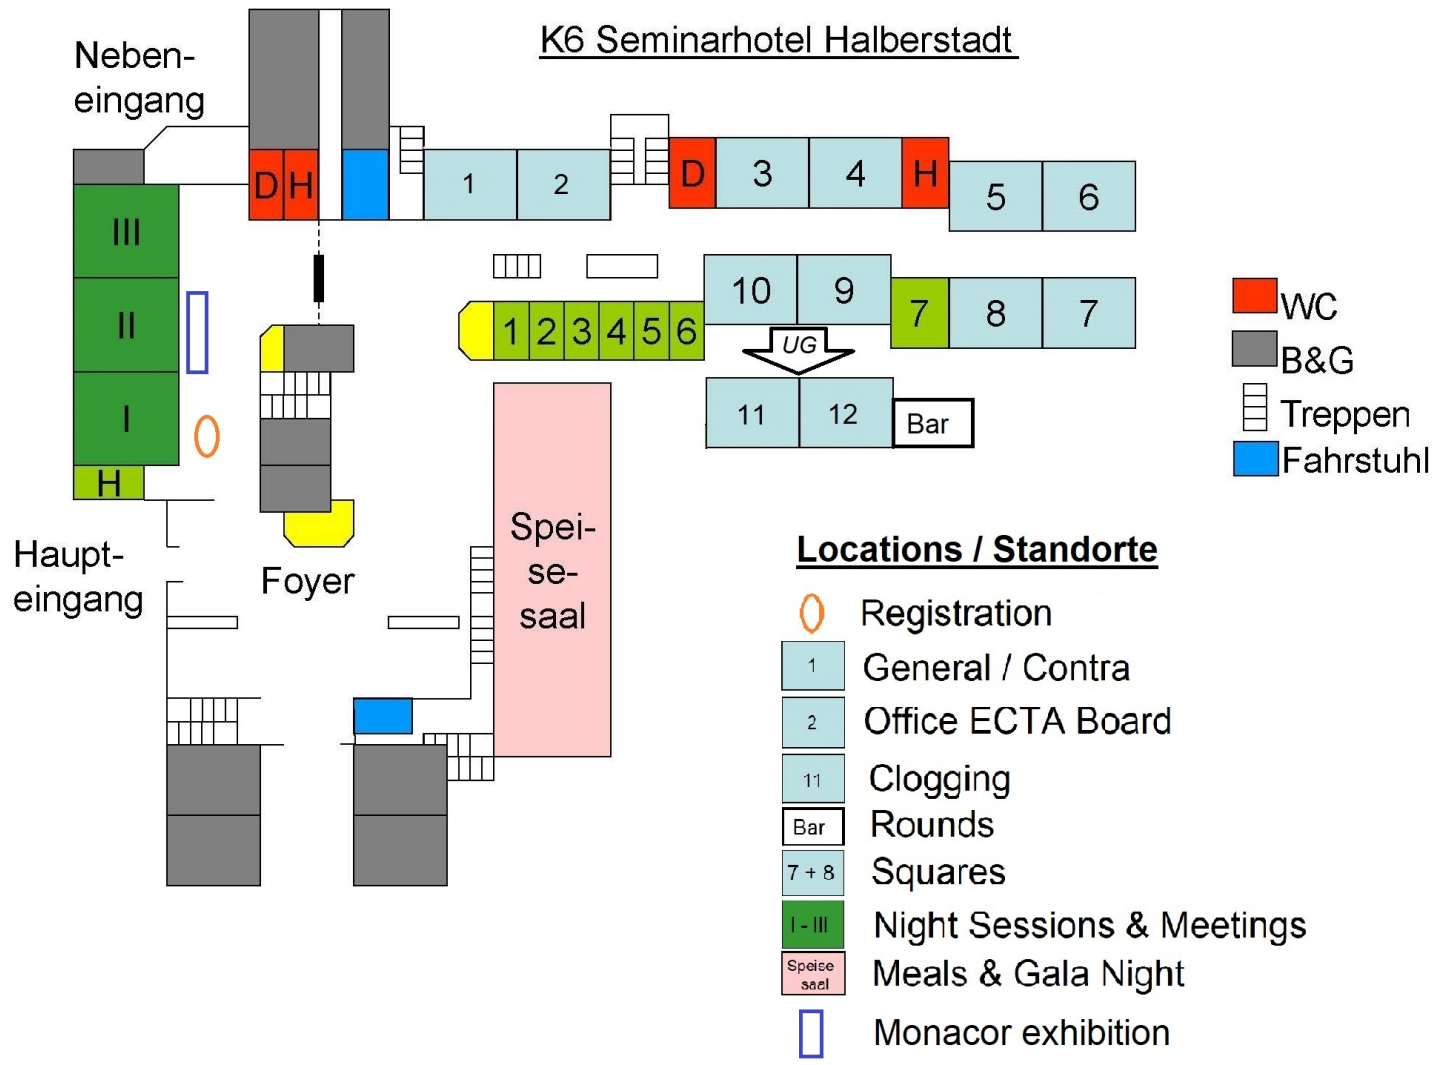 K6 Seminarhotel Halberstadt
Neben-
eingang
D H
1 2
D 3 4 H
5 6
III
II
I
H
10 9
7 8 7
1 2 3 4 5 6
UG
11 12 Bar
WC
B&G
Treppen
Fahrstuhl
Haupt-
eingang
Foyer
Spei-
se-
saal
Locations / Standorte
Registration
1 General / Contra
2 Office ECTA Board
11 Clogging
Bar Rounds
7 + 8 Squares
I - III Night Sessions & Meetings
Speise
saal
Meals & Gala Night
Monacor exhibition